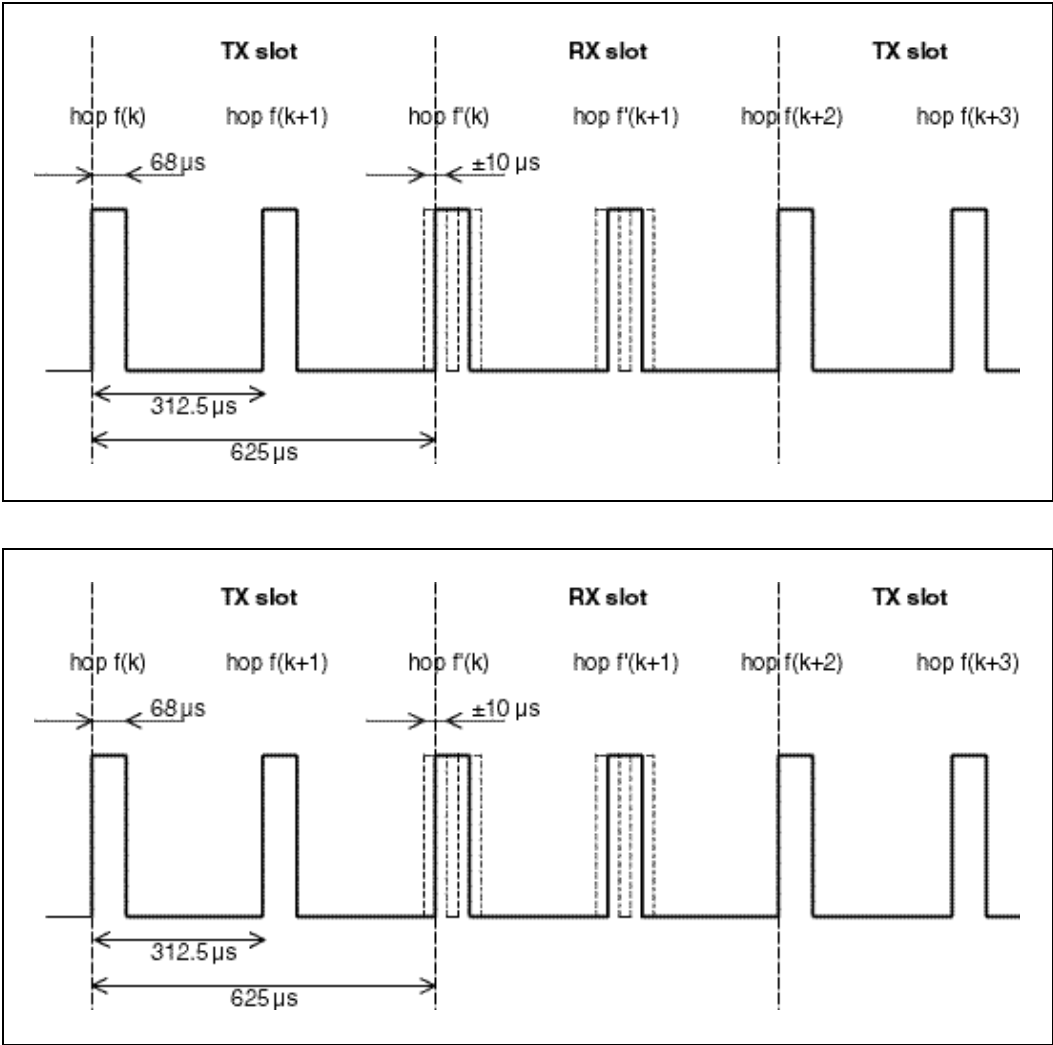 TX slot RX slot TX slot
hop f(k) hop f(k+1) hop f'(k) hop f'(k+1) hop f(k+2) hop f(k+3)
68 µs ±10 µs
312.5 µs
625 µs
TX slot RX slot TX slot
hop f(k) hop f(k+1) hop f'(k) hop f'(k+1) hop f(k+2) hop f(k+3)
68 µs ±10 µs
312.5 µs
625 µs